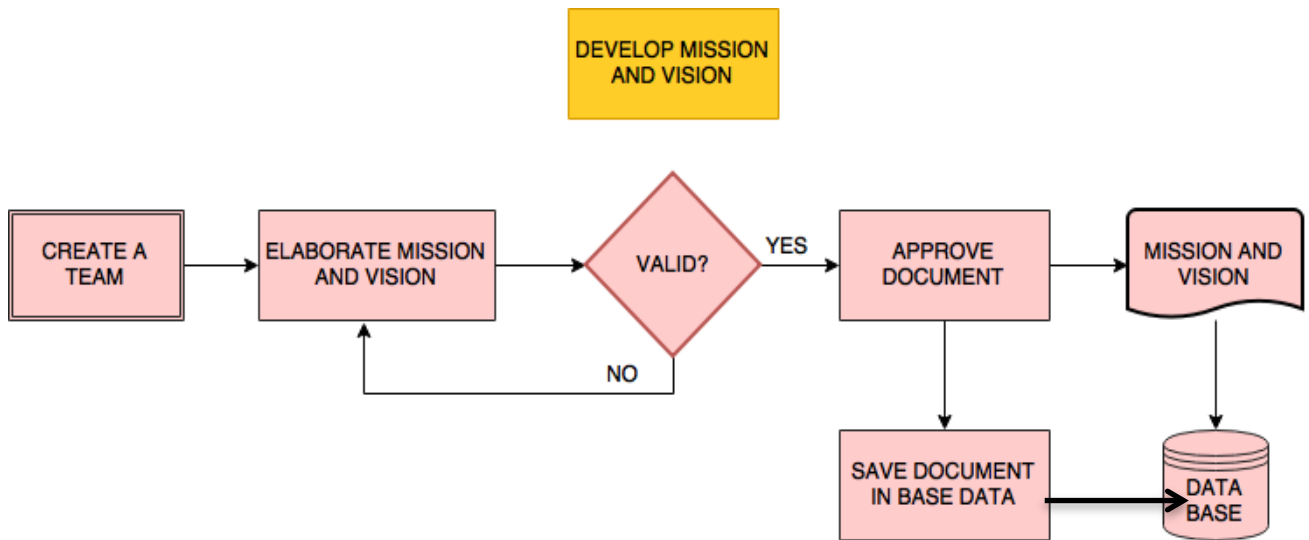 DEVELOP MISSION
AND VISION
CREATE A
TEAM
ELABORATE MISSION
AND VISION
VALID?
YES
APPROVE
DOCUMENT
MISSION AND
VISION
NO
SAVE DOCUMENT
IN BASE DATA
DATA
BASE